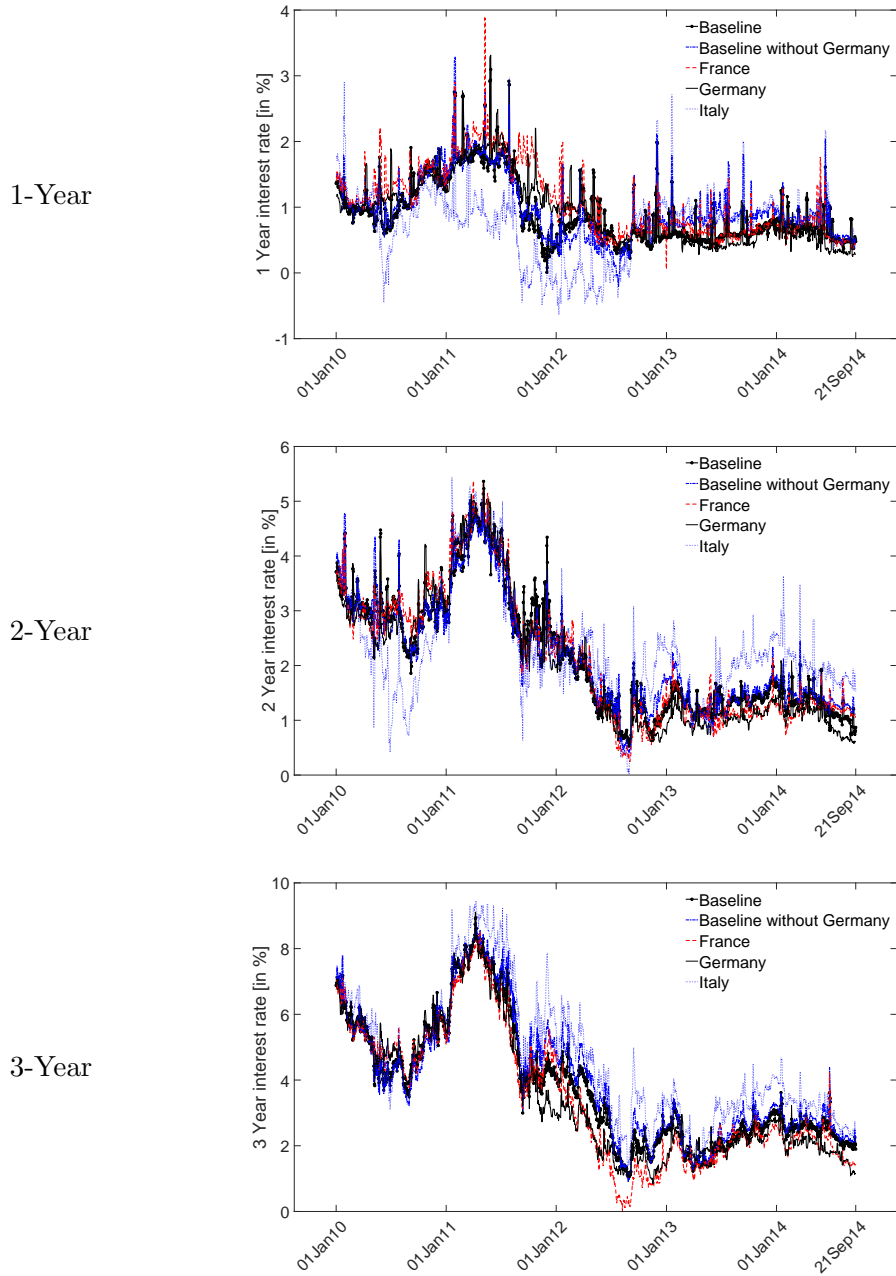 1-Year
1 Year interest rate [in %]
4
3
2
1
0
-1
Baseline
Baseline without Germany
France
Germany
Italy
01Jan10
01Jan11
01Jan12
01Jan13
01Jan14
21Sep14
2-Year
2 Year interest rate [in %]
6
5
4
3
2
1
0
Baseline
Baseline without Germany
France
Germany
Italy
01Jan10
01Jan11
01Jan12
01Jan13
01Jan14
21Sep14
3-Year
3 Year interest rate [in %]
10
8
6
4
2
0
Baseline
Baseline without Germany
France
Germany
Italy
01Jan10
01Jan11
01Jan12
01Jan13
01Jan14
21Sep14